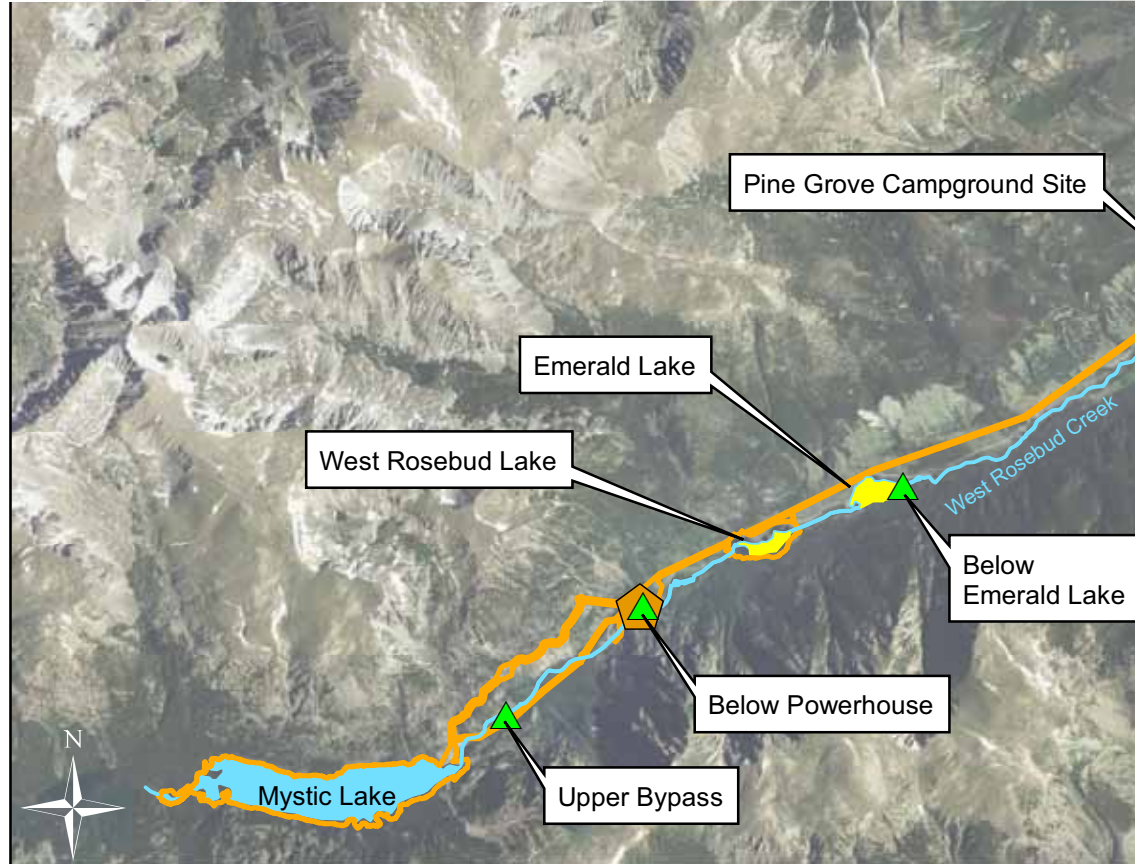 Pine Grove Campground Site
Emerald Lake
West Rosebud Lake
West Rosebud Creek
Below
Emerald Lake
Below Powerhouse
N
Mystic Lake
Upper Bypass